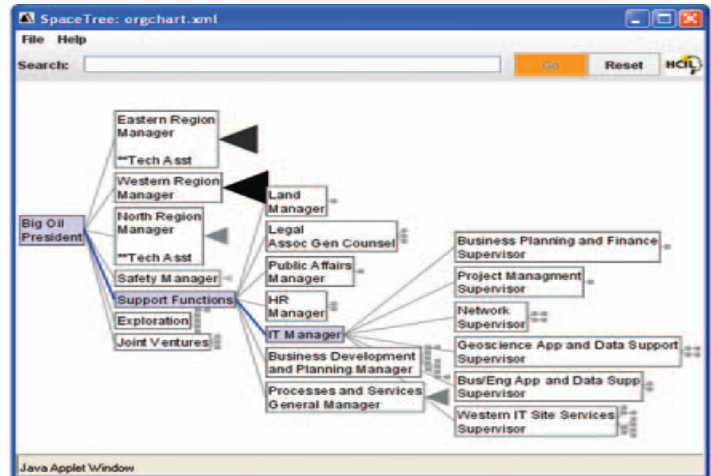 SpaceTree: orgchart.xml
File Help
Search:
Go
Reset
HCIL
Eastern Region
Manager
**Tech Asst
Western Region
Manager
North Region
Manager
**Tech Asst
Big Oil
President
Safety Manager
Support Functions
Exploration
Joint Ventures
Land
Manager
Legal
Assoc Gen Counsel
Public Affairs
Manager
HR
Manager
IT Manager
Business Development
and Planning Manager
Processes and Services
General Manager
Business Planning and Finance
Supervisor
Project Managment
Supervisor
Network
Supervisor
Geoscience App and Data Support
Supervisor
Bus/Eng App and Data Supp
Supervisor
Western IT Site Services
Supervisor
Java Applet Window